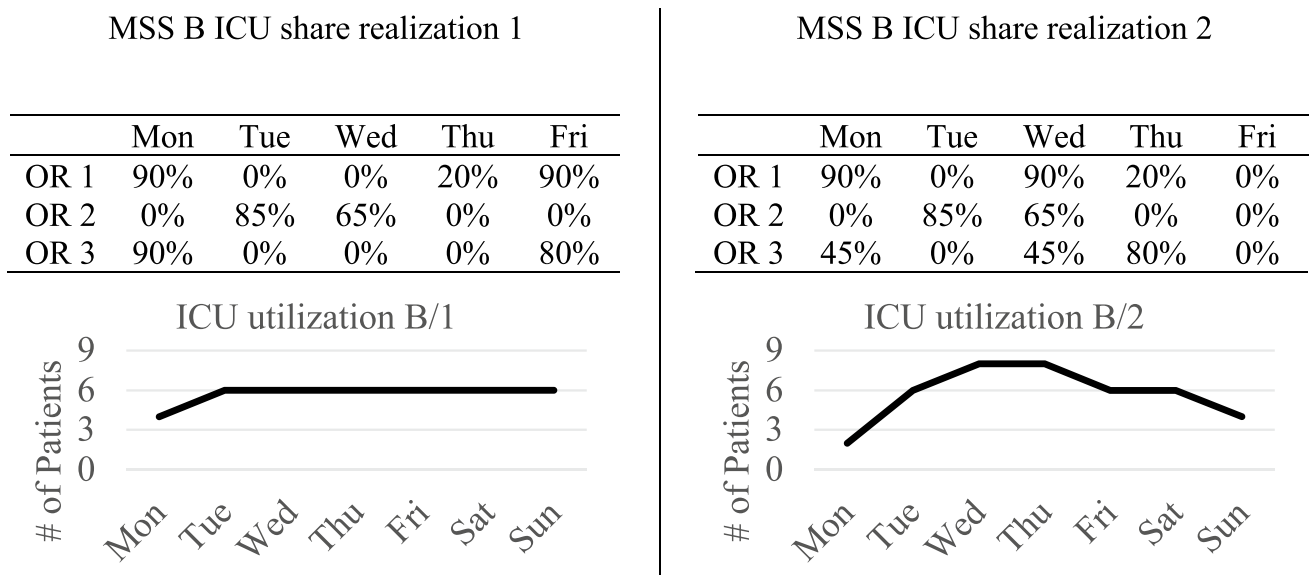 MSS B ICU share realization 1
Mon Tue Wed Thu Fri
OR 1 90% 0% 0% 20% 90%
OR 2 0% 85% 65% 0% 0%
OR 3 90% 0% 0% 0% 80%
ICU utilization B/1
# of Patients
9
6
3
0
Mon Tue Wed Thu Fri Sat Sun
MSS B ICU share realization 2
Mon Tue Wed Thu Fri
OR 1 90% 0% 90% 20% 0%
OR 2 0% 85% 65% 0% 0%
OR 3 45% 0% 45% 80% 0%
ICU utilization B/2
# of Patients
9
6
3
0
Mon Tue Wed Thu Fri Sat Sun